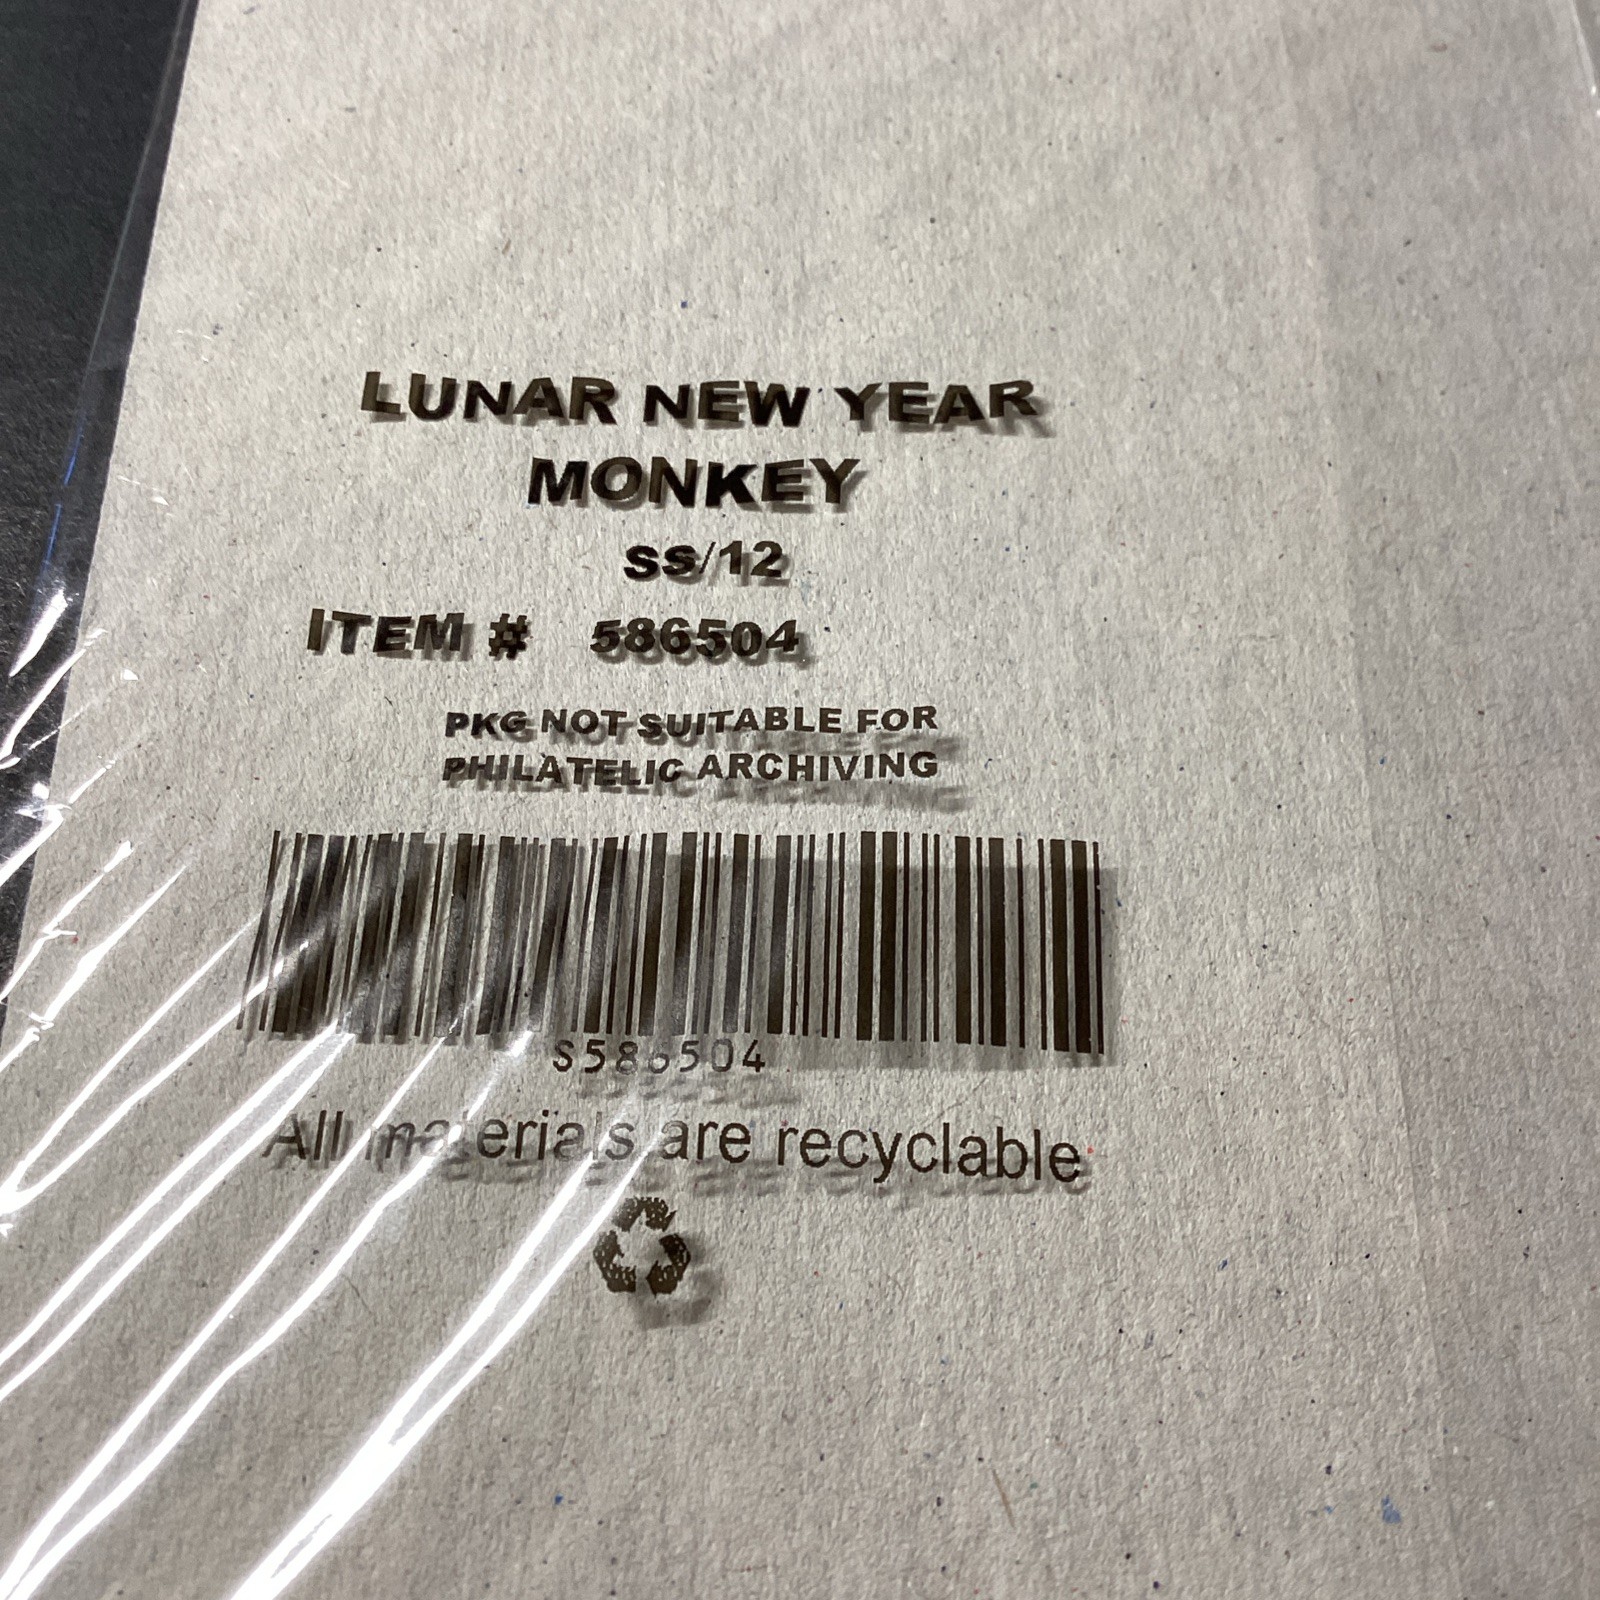 LUNAR NEW YEAR
MONKEY
SS/12
ITEM # 586504
PKG NOT SUITABLE FOR
PHILATELIC ARCHIVING
S586504
All materials are recyclable